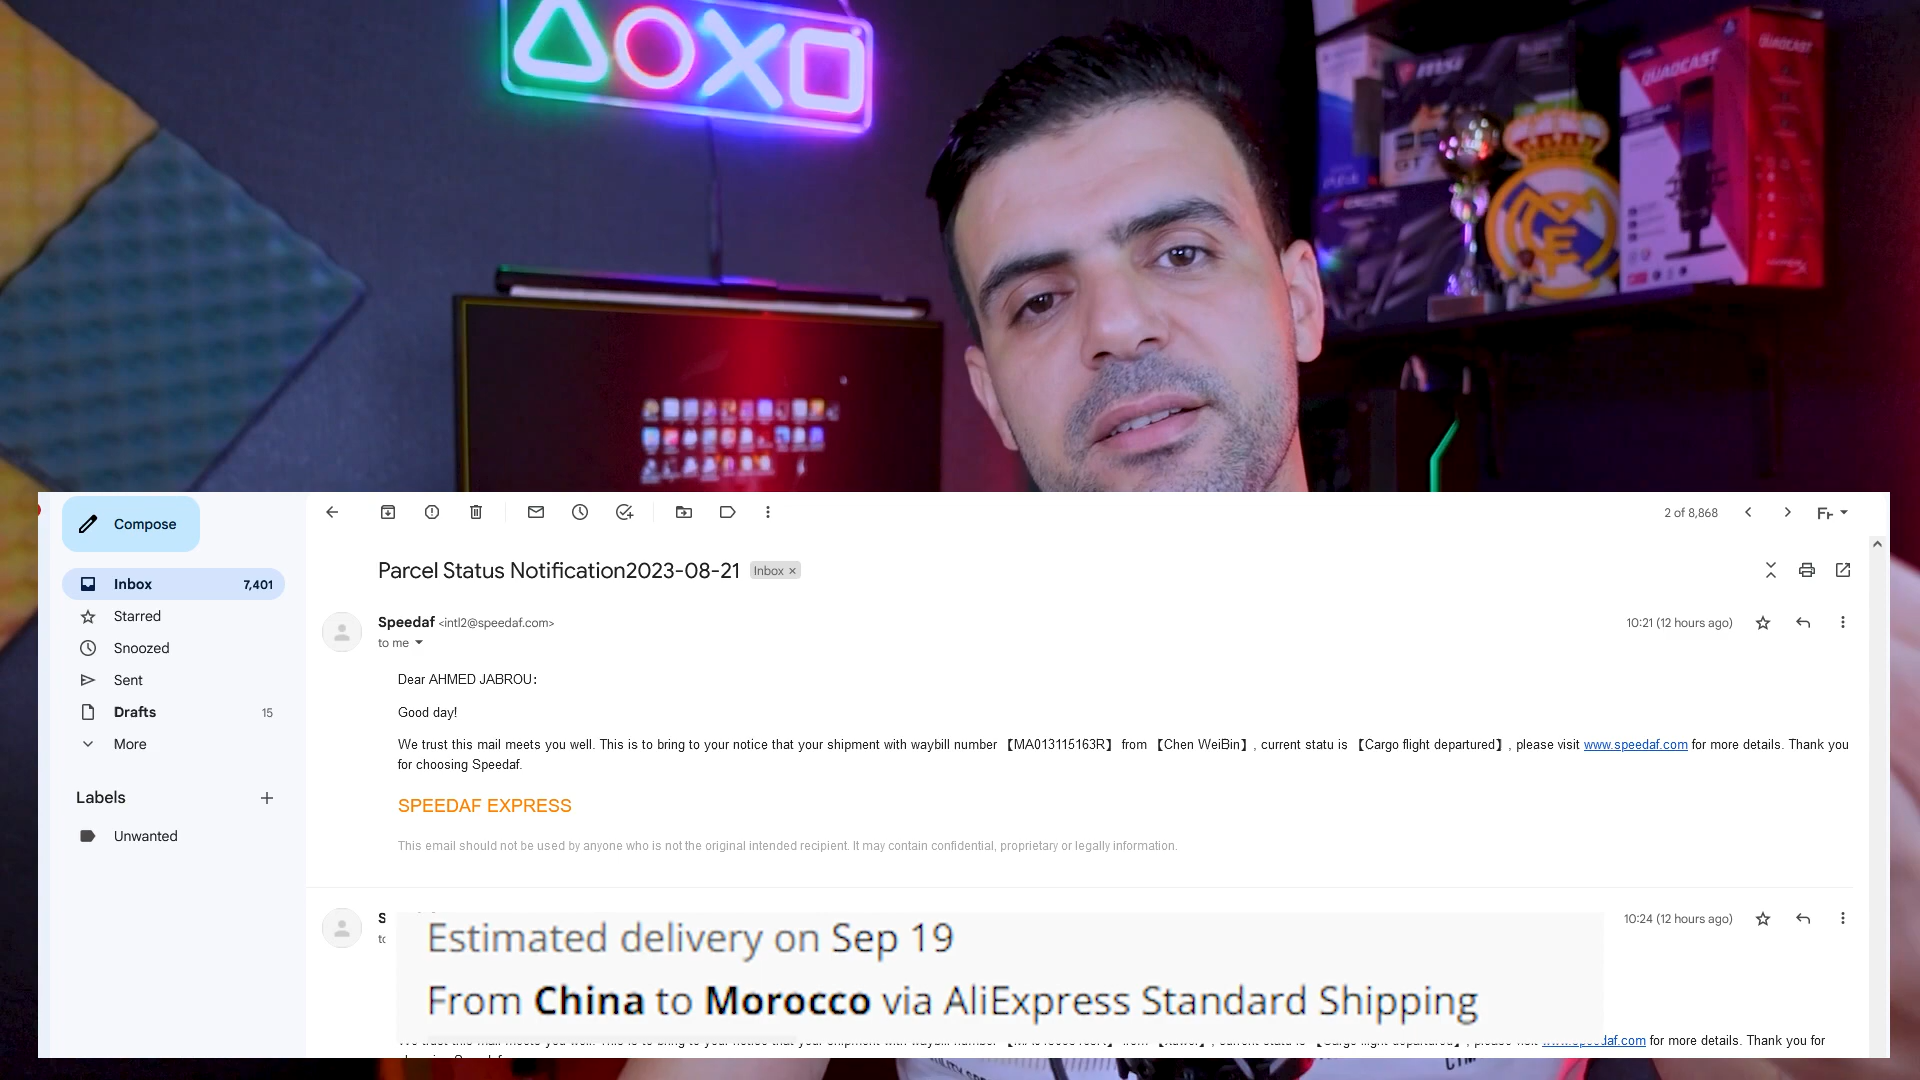 MSI
QUADCAST
QUADCAST
Compose
2 of 8,868
Inbox 7,401
Starred
Snoozed
Sent
Drafts 15
More
Labels
Unwanted
Parcel Status Notification2023-08-21 Inbox ×
Speedaf <intl2@speedaf.com> 10:21 (12 hours ago)
to me
Dear AHMED JABROU:
Good day!
We trust this mail meets you well. This is to bring to your notice that your shipment with waybill number 【MA013115163R】 from 【Chen WeiBin】, current statu is 【Cargo flight departured】, please visit www.speedaf.com for more details. Thank you
for choosing Speedaf.
SPEEDAF EXPRESS
This email should not be used by anyone who is not the original intended recipient. It may contain confidential, proprietary or legally information.
10:24 (12 hours ago)
Estimated delivery on Sep 19
From China to Morocco via AliExpress Standard Shipping
for more details. Thank you for